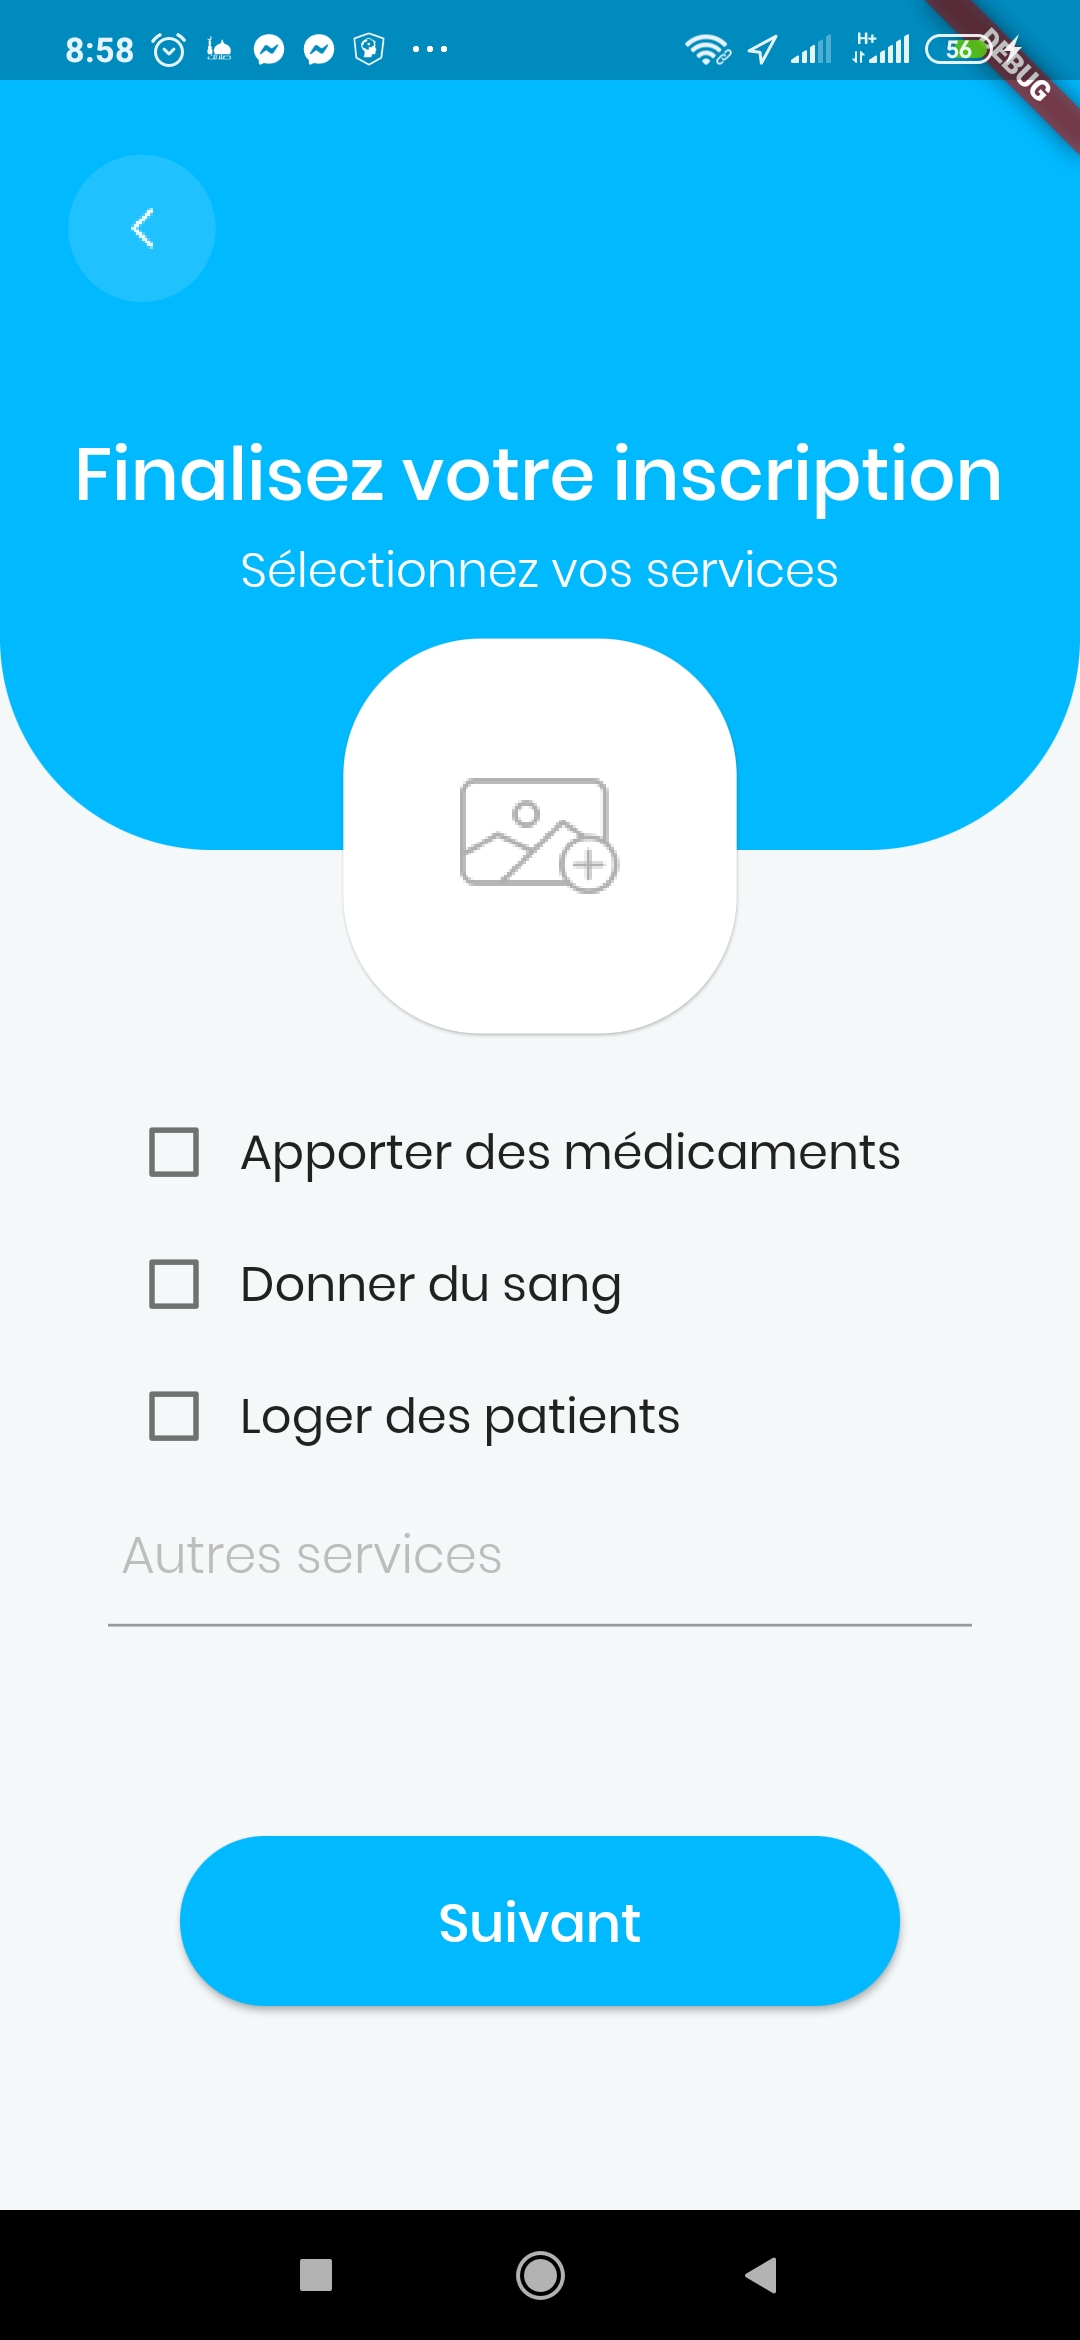 8:58 H+ 56
DEBUG
Finalisez votre inscription
Sélectionnez vos services
Apporter des médicaments
Donner du sang
Loger des patients
Autres services
Suivant